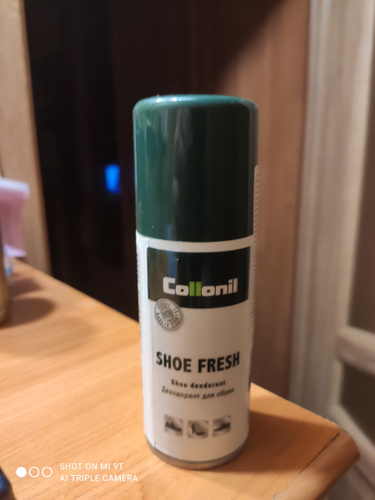 Collonil
SHOE FRESH
Shoe deodorant
Дезодорант для обуви
SHOT ON MI 9T
AI TRIPLE CAMERA